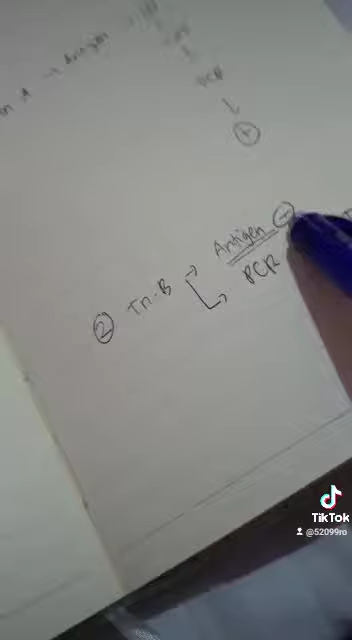 A → Antigen
PCR
↓
+
② Tn. B → Antigen +
↳ PCR
TikTok
@52099ro